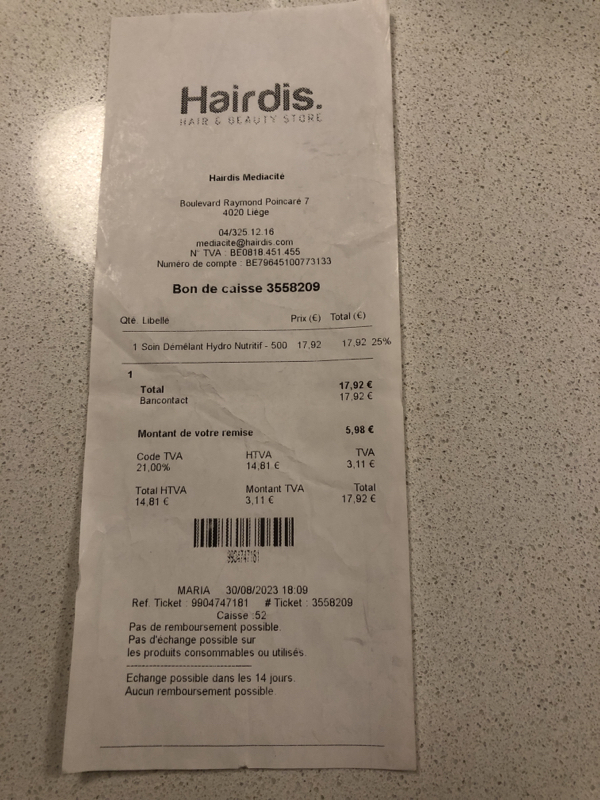 Hairdis.
HAIR & BEAUTY STORE
Hairdis Mediacité
Boulevard Raymond Poincaré 7
4020 Liège
04/325.12.16
mediacite@hairdis.com
N° TVA : BE0818.451.455
Numéro de compte : BE79645100773133
Bon de caisse 3558209
Qté Libellé Prix (€) Total (€)
1 Soin Démêlant Hydro Nutritif - 500 17,92 17,92 25%
1
Total 17,92 €
Bancontact 17,92 €
Montant de votre remise 5,98 €
Code TVA HTVA TVA
21,00% 14,81 € 3,11 €
Total HTVA Montant TVA Total
14,81 € 3,11 € 17,92 €
9904747181
MARIA 30/08/2023 18:09
Ref. Ticket : 9904747181 # Ticket : 3558209
Caisse :52
Pas de remboursement possible.
Pas d'échange possible sur
les produits consommables ou utilisés.
Echange possible dans les 14 jours.
Aucun remboursement possible.